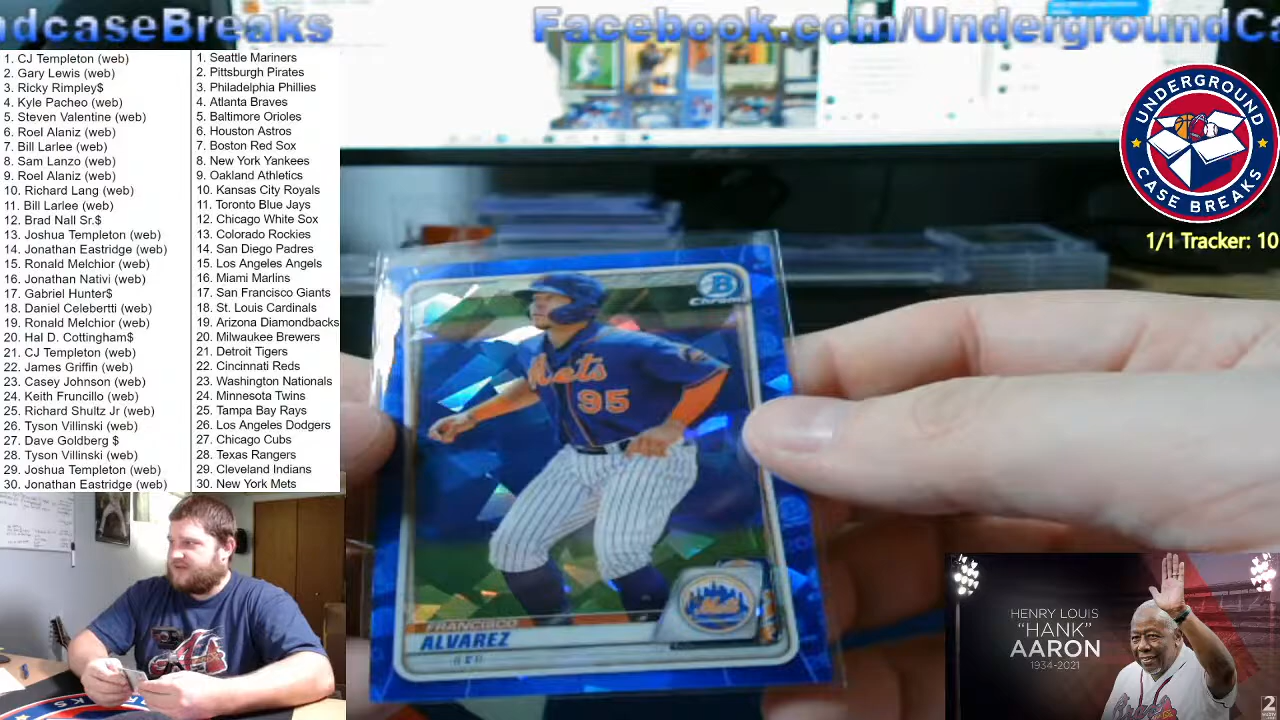 ndcaseBreaks
Facebook.com/UndergroundCa
1. CJ Templeton (web)
2. Gary Lewis (web)
3. Ricky Rimpley$
4. Kyle Pacheo (web)
5. Steven Valentine (web)
6. Roel Alaniz (web)
7. Bill Larlee (web)
8. Sam Lanzo (web)
9. Roel Alaniz (web)
10. Richard Lang (web)
11. Bill Larlee (web)
12. Brad Nall Sr.$
13. Joshua Templeton (web)
14. Jonathan Eastridge (web)
15. Ronald Melchior (web)
16. Jonathan Nativi (web)
17. Gabriel Hunter$
18. Daniel Celebertti (web)
19. Ronald Melchior (web)
20. Hal D. Cottingham$
21. CJ Templeton (web)
22. James Griffin (web)
23. Casey Johnson (web)
24. Keith Fruncillo (web)
25. Richard Shultz Jr (web)
26. Tyson Villinski (web)
27. Dave Goldberg $
28. Tyson Villinski (web)
29. Joshua Templeton (web)
30. Jonathan Eastridge (web)
1. Seattle Mariners
2. Pittsburgh Pirates
3. Philadelphia Phillies
4. Atlanta Braves
5. Baltimore Orioles
6. Houston Astros
7. Boston Red Sox
8. New York Yankees
9. Oakland Athletics
10. Kansas City Royals
11. Toronto Blue Jays
12. Chicago White Sox
13. Colorado Rockies
14. San Diego Padres
15. Los Angeles Angels
16. Miami Marlins
17. San Francisco Giants
18. St. Louis Cardinals
19. Arizona Diamondbacks
20. Milwaukee Brewers
21. Detroit Tigers
22. Cincinnati Reds
23. Washington Nationals
24. Minnesota Twins
25. Tampa Bay Rays
26. Los Angeles Dodgers
27. Chicago Cubs
28. Texas Rangers
29. Cleveland Indians
30. New York Mets
UNDERGROUND
CASE BREAKS
1/1 Tracker: 10
B
Chrome
Mets
95
Mets
FRANCISCO
ALVAREZ
HENRY LOUIS
"HANK"
AARON
1934-2021
2